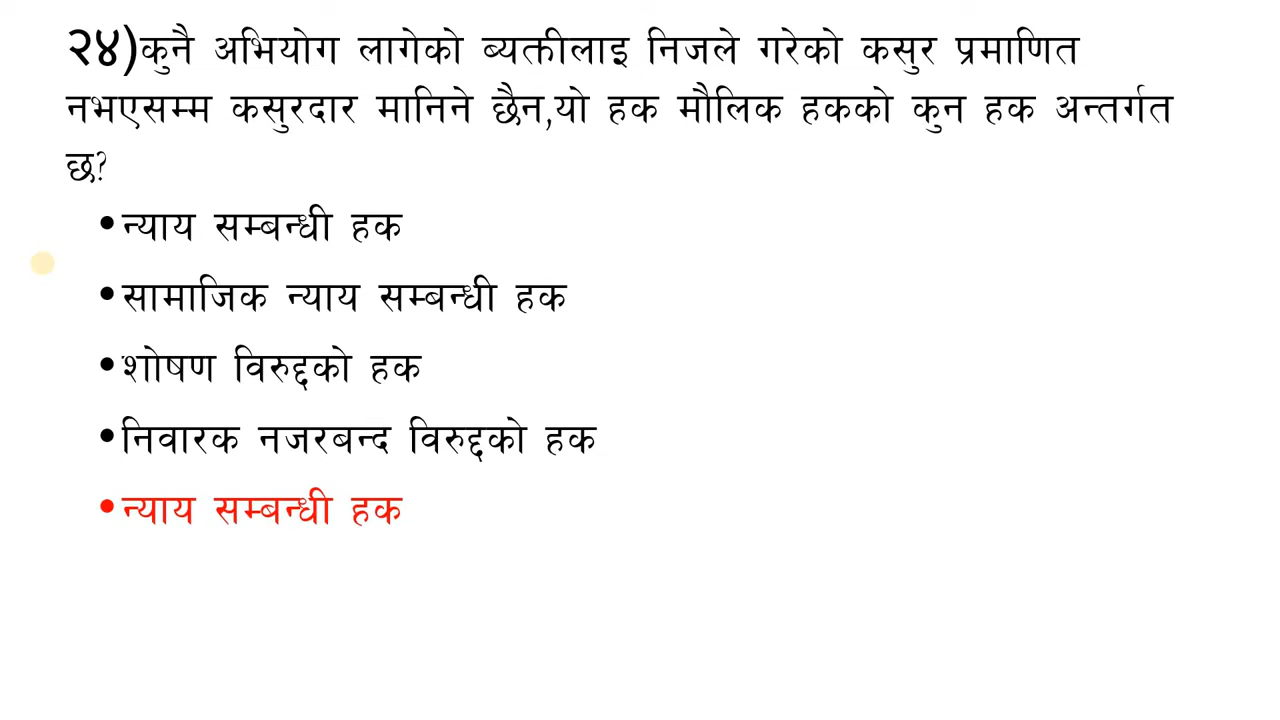 २४)कुनै अभियोग लागेको ब्यक्तीलाइ निजले गरेको कसुर प्रमाणित
नभएसम्म कसुरदार मानिने छैन,यो हक मौलिक हकको कुन हक अन्तर्गत
छ?
•न्याय सम्बन्धी हक
•सामाजिक न्याय सम्बन्धी हक
•शोषण विरुद्दको हक
•निवारक नजरबन्द विरुद्दको हक
•न्याय सम्बन्धी हक